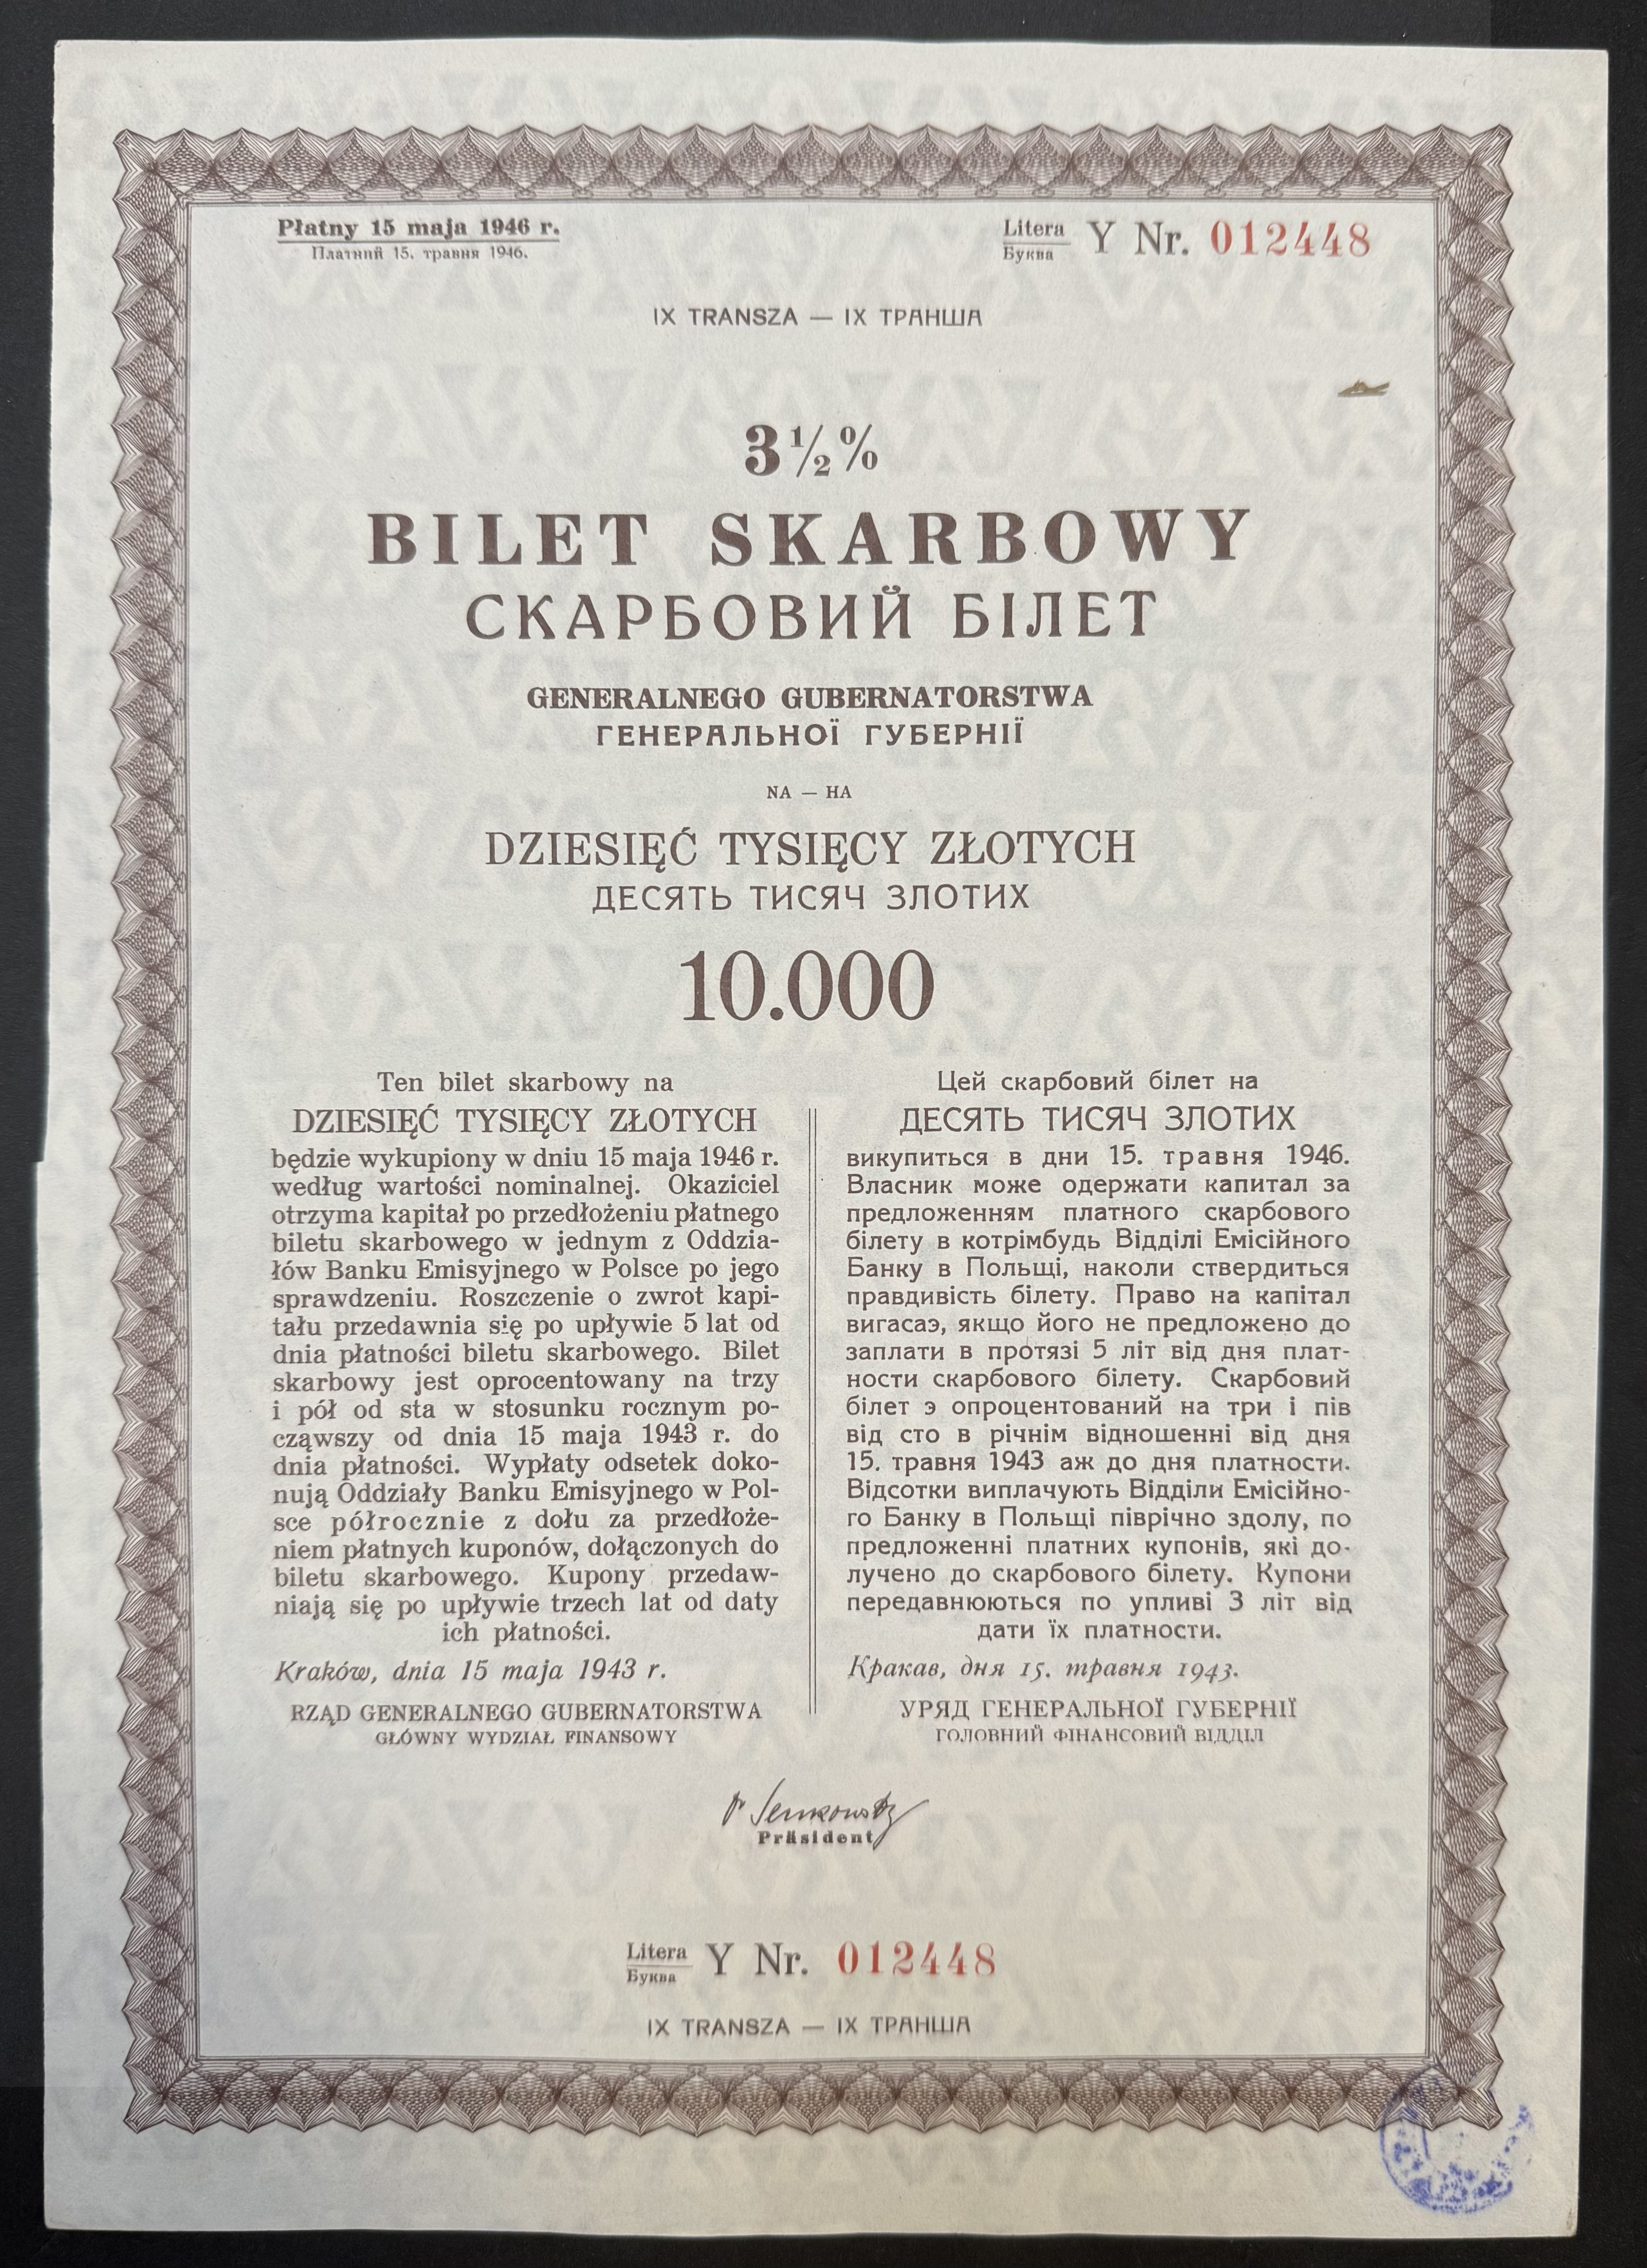 Płatny 15 maja 1946 r.
Платний 15. травня 1946.
Litera
Буква
Y Nr. 012448
IX TRANSZA — IX ТРАНША
3 ½ %
BILET SKARBOWY
СКАРБОВИЙ БІЛЕТ
GENERALNEGO GUBERNATORSTWA
ГЕНЕРАЛЬНОЇ ГУБЕРНІЇ
NA — НА
DZIESIĘĆ TYSIĘCY ZŁOTYCH
ДЕСЯТЬ ТИСЯЧ ЗЛОТИХ
10.000
Ten bilet skarbowy na
DZIESIĘĆ TYSIĘCY ZŁOTYCH
będzie wykupiony w dniu 15 maja 1946 r.
według wartości nominalnej. Okaziciel
otrzyma kapitał po przedłożeniu płatnego
biletu skarbowego w jednym z Oddzia-
łów Banku Emisyjnego w Polsce po jego
sprawdzeniu. Roszczenie o zwrot kapi-
tału przedawnia się po upływie 5 lat od
dnia płatności biletu skarbowego. Bilet
skarbowy jest oprocentowany na trzy
i pół od sta w stosunku rocznym po-
cząwszy od dnia 15 maja 1943 r. do
dnia płatności. Wypłaty odsetek doko-
nują Oddziały Banku Emisyjnego w Pol-
sce półrocznie z dołu za przedłoże-
niem płatnych kuponów, dołączonych do
biletu skarbowego. Kupony przedaw-
niają się po upływie trzech lat od daty
ich płatności.
Kraków, dnia 15 maja 1943 r.
RZĄD GENERALNEGO GUBERNATORSTWA
GŁÓWNY WYDZIAŁ FINANSOWY
Цей скарбовий білет на
ДЕСЯТЬ ТИСЯЧ ЗЛОТИХ
викупиться в дни 15. травня 1946.
Власник може одержати капитал за
предложенням платного скарбового
білету в котрімбудь Відділі Емісійного
Банку в Польщі, наколи ствердиться
правдивість білету. Право на капітал
вигасаэ, якщо його не предложено до
заплати в протязі 5 літ від дня плат-
ности скарбового білету. Скарбовий
білет э опроцентований на три і пів
від сто в річнім відношенні від дня
15. травня 1943 аж до дня платности.
Відсотки виплачують Відділи Емісійно-
го Банку в Польщі піврічно здолу, по
предложенні платних купонів, які до-
лучено до скарбового білету. Купони
передавнюються по упливі 3 літ від
дати їх платности.
Кракав, дня 15. травня 1943.
УРЯД ГЕНЕРАЛЬНОЇ ГУБЕРНІЇ
ГОЛОВНИЙ ФІНАНСОВИЙ ВІДДІЛ
Präsident
Litera
Буква
Y Nr. 012448
IX TRANSZA — IX ТРАНША